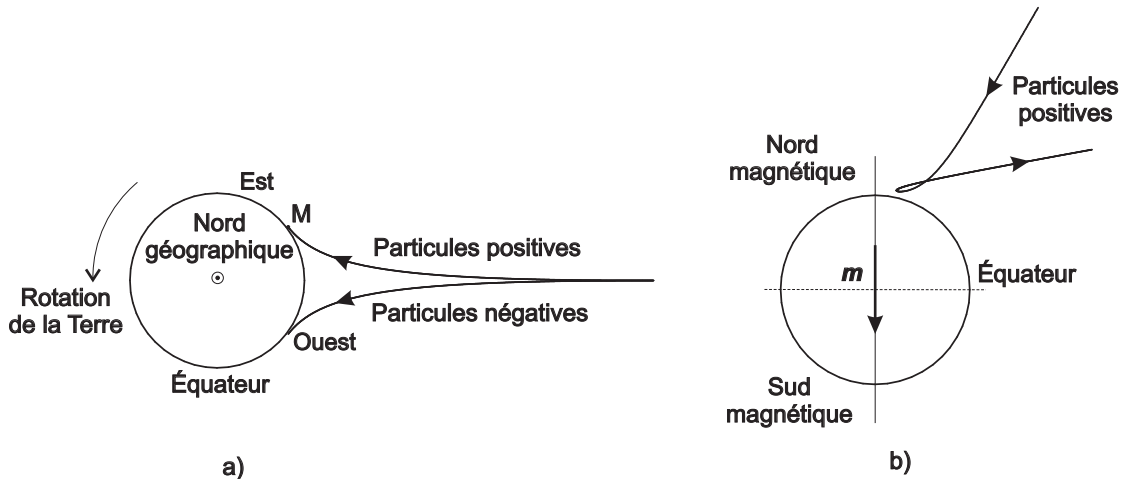 Est
M
Nord
géographique
Particules positives
Particules négatives
Rotation
de la Terre
Ouest
Équateur
a)
Particules
positives
Nord
magnétique
m
Équateur
Sud
magnétique
b)